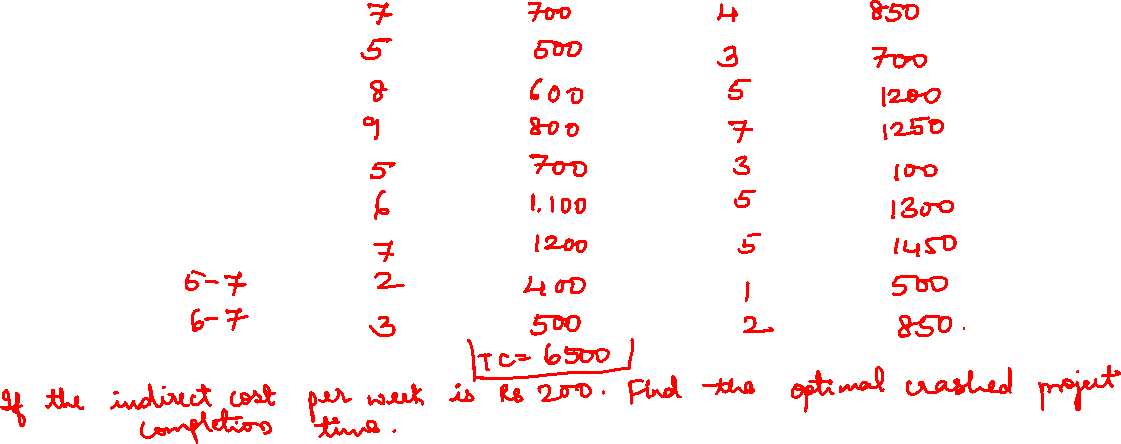 7 700 4 850
5 500 3 700
8 600 5 1200
9 800 7 1250
5 700 3 100
6 1,100 5 1300
7 1200 5 1450
5-7 2 400 1 500
6-7 3 500 2 850.
TC= 6500
If the indirect cost per week is Rs 200. Find the optimal crashed project
completion time.